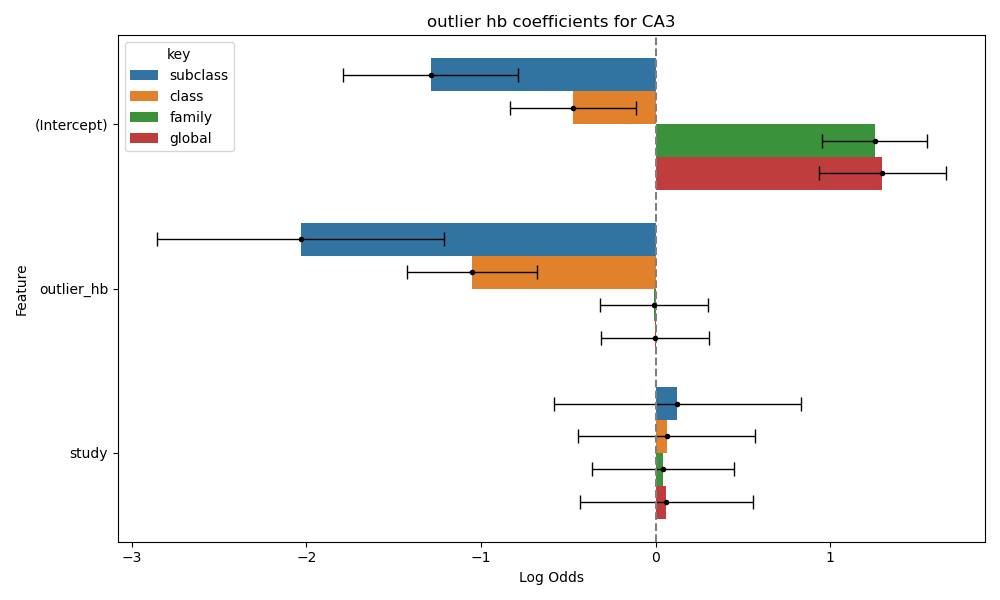 outlier hb coefficients for CA3
key
subclass
class
family
global
(Intercept)
outlier_hb
study
Feature
−3
−2
−1
0
1
Log Odds